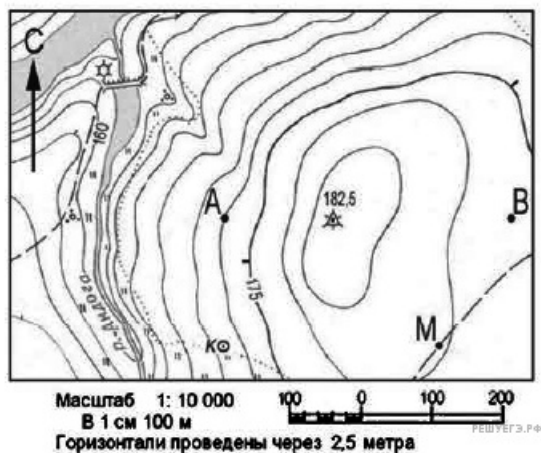 С
160
182,5
А
В
р. Андога
175
К
М
Масштаб 1: 10 000
В 1 см 100 м
100 0 100 200
Горизонтали проведены через 2,5 метра
РЕШУЕГЭ.РФ